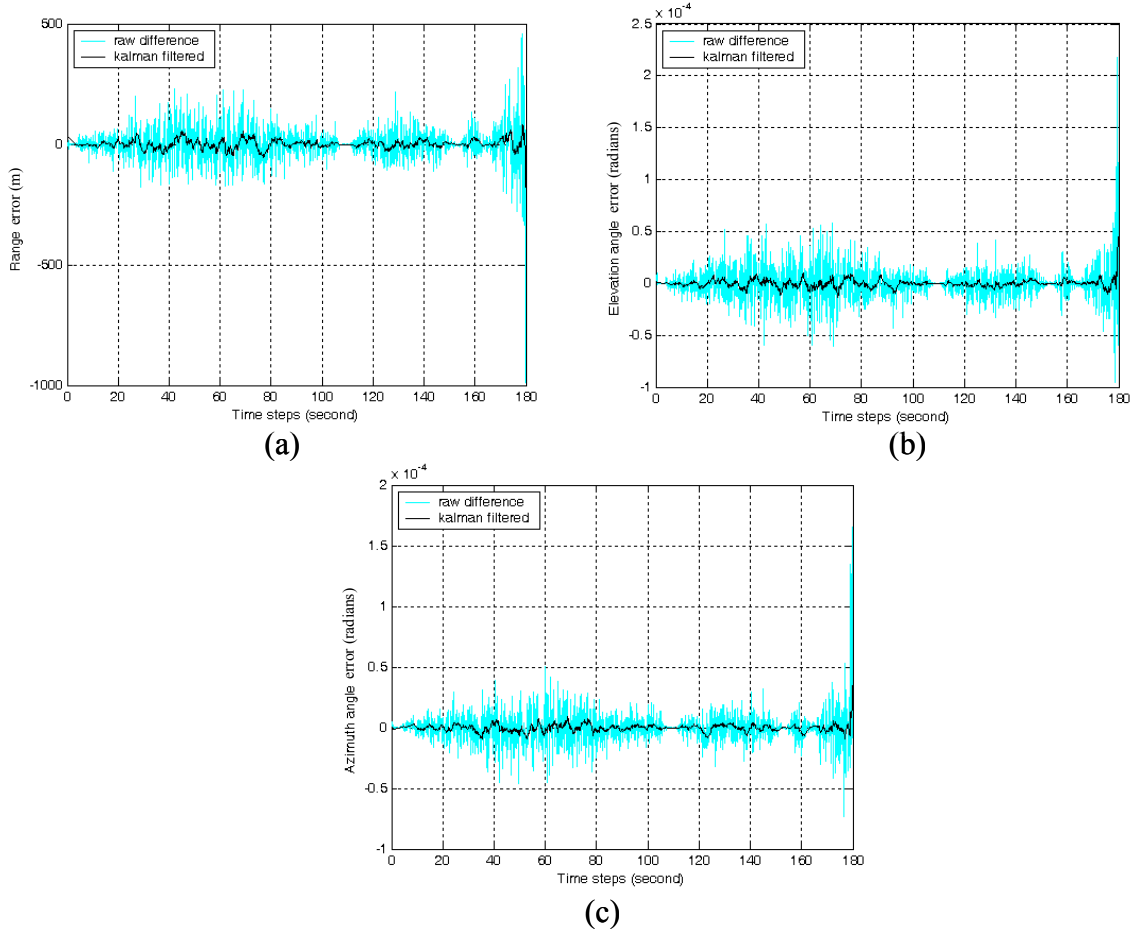 500
0
-500
-1000
Range error (m)
raw difference
kalman filtered
0 20 40 60 80 100 120 140 160 180
Time steps (second)
(a)
× 10⁻⁴
2.5
2
1.5
1
0.5
0
-0.5
-1
Elevation angle error (radians)
raw difference
kalman filtered
0 20 40 60 80 100 120 140 160 180
Time steps (second)
(b)
× 10⁻⁴
2
1.5
1
0.5
0
-0.5
-1
Azimuth angle error (radians)
raw difference
kalman filtered
0 20 40 60 80 100 120 140 160 180
Time steps (second)
(c)